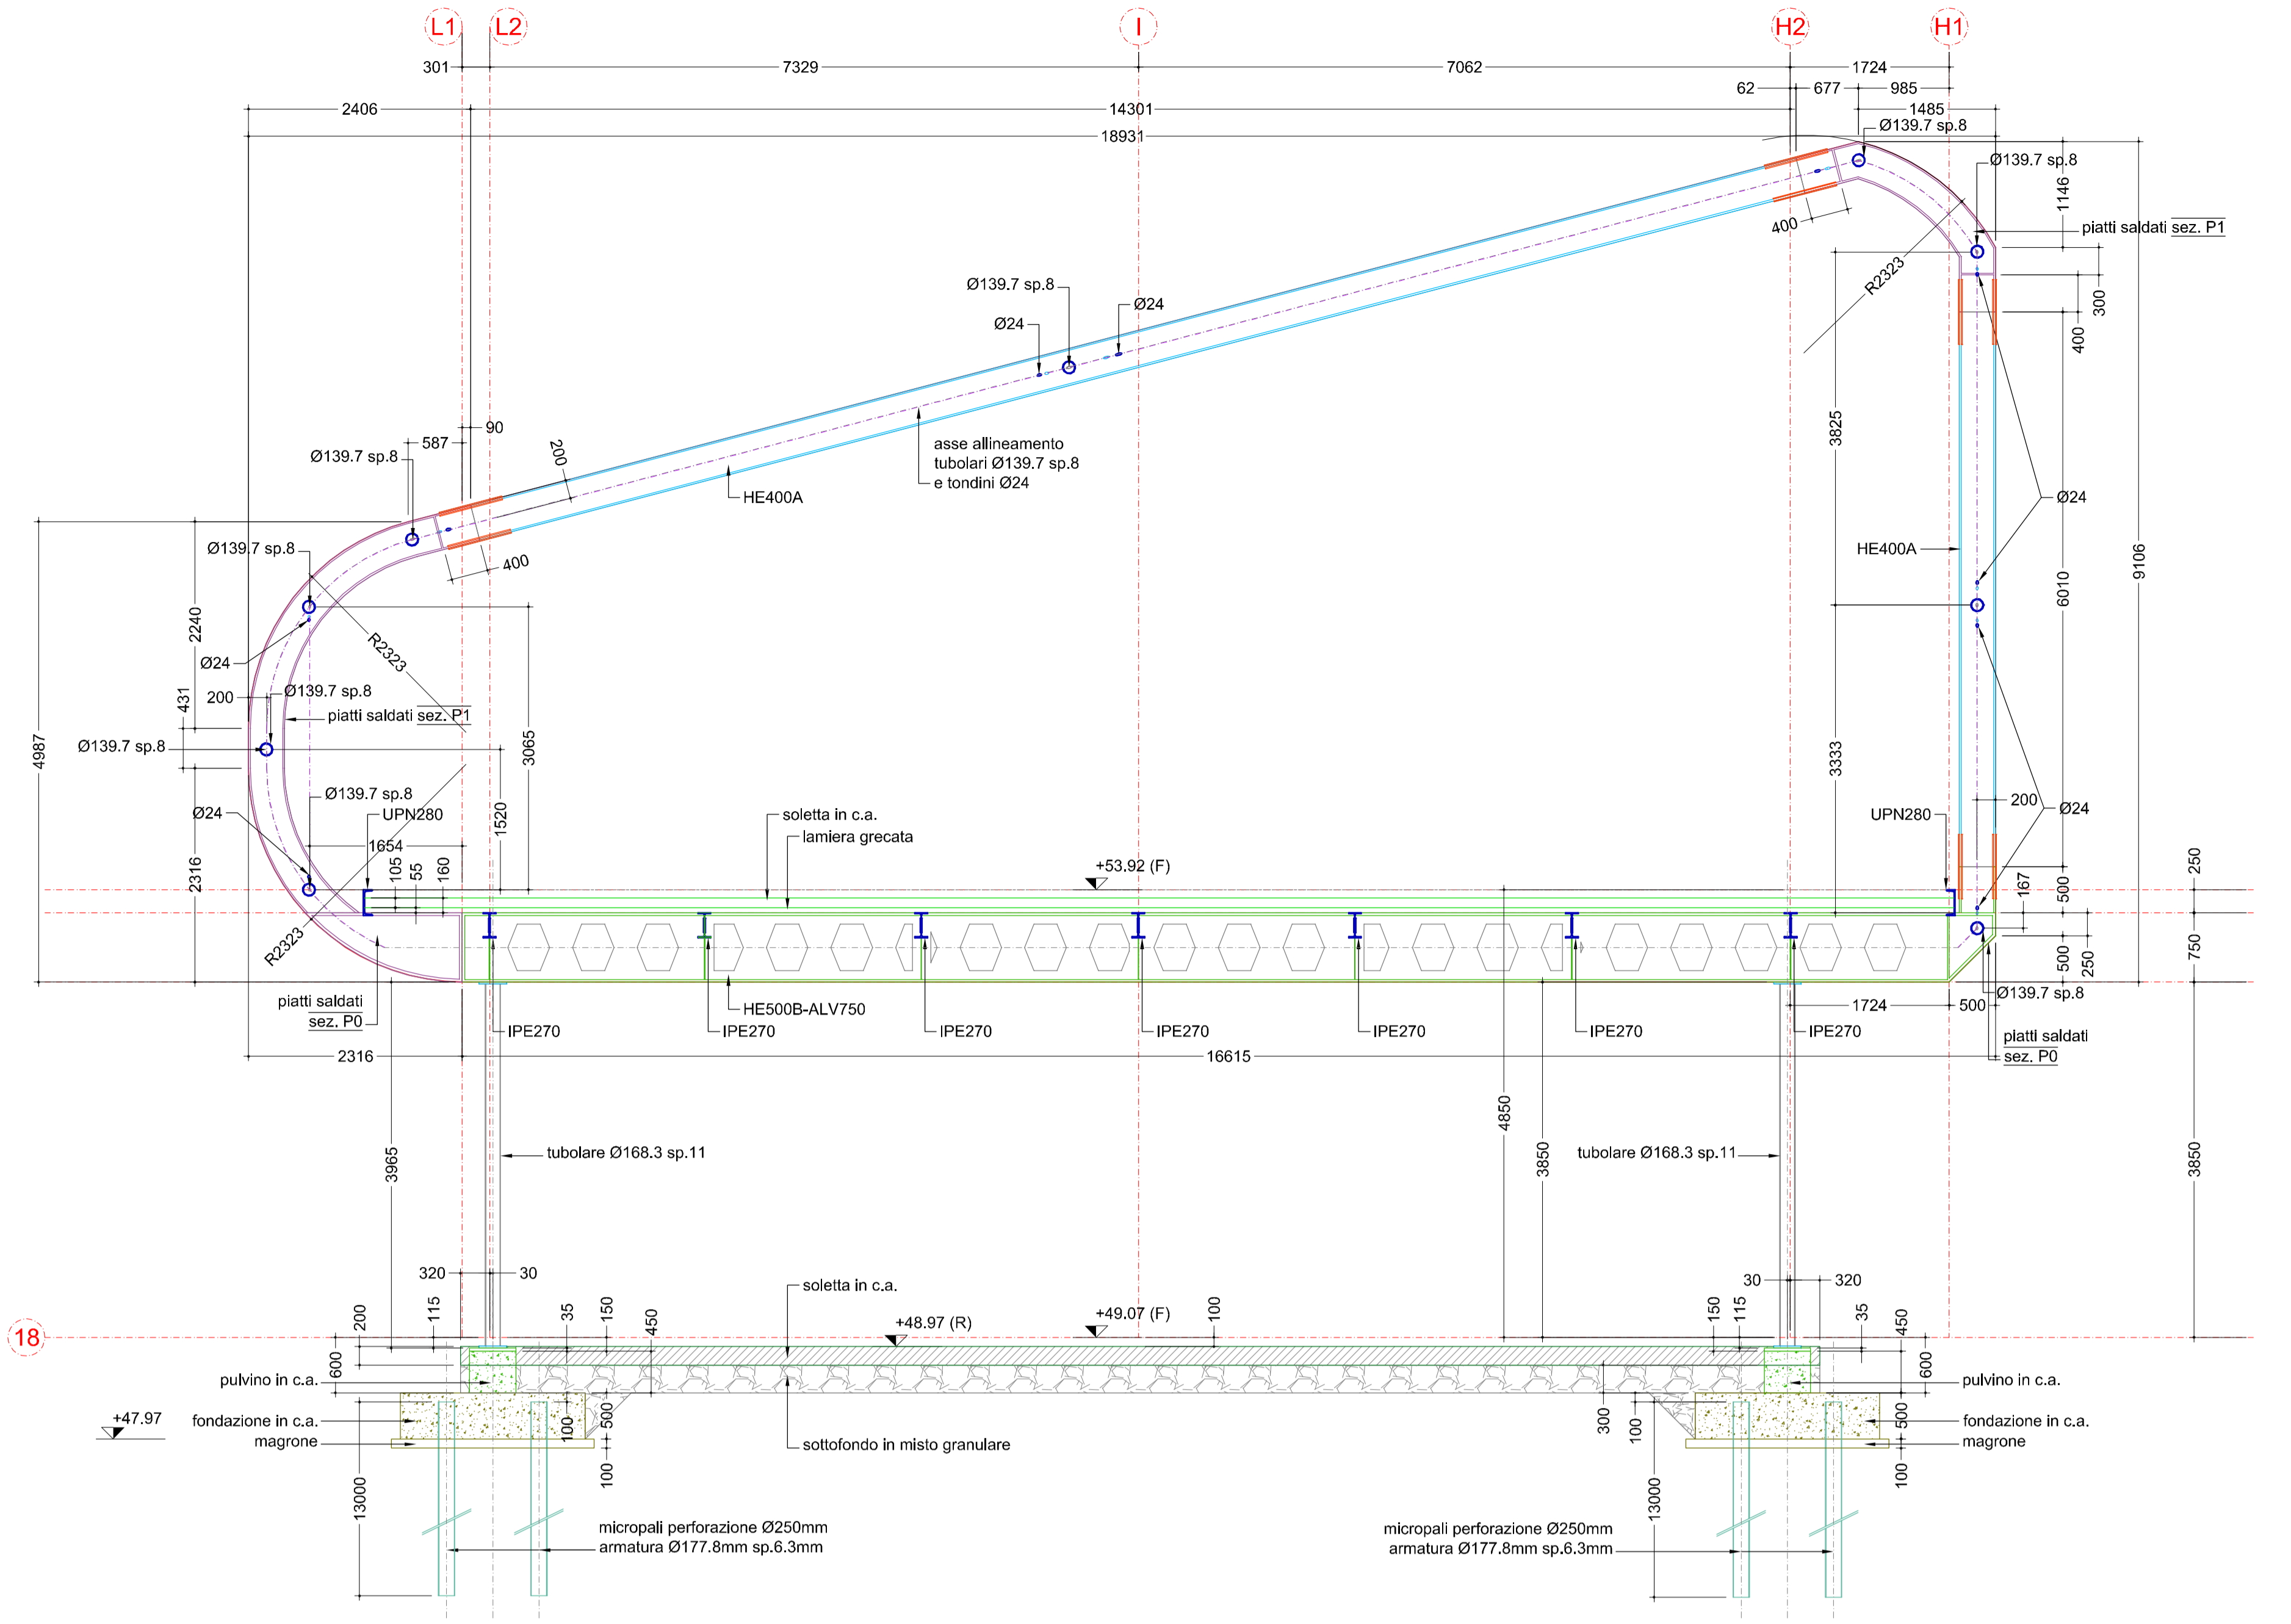 L1
L2
I
H2
H1
301
7329
7062
1724
62
677
985
2406
14301
1485
18931
Ø139.7 sp.8
Ø139.7 sp.8
1146
piatti saldati sez. P1
400
R2323
300
400
Ø139.7 sp.8
Ø24
Ø24
3825
90
587
200
Ø139.7 sp.8
asse allineamento
tubolari Ø139.7 sp.8
e tondini Ø24
HE400A
Ø24
400
Ø139.7 sp.8
HE400A
9106
6010
2240
R2323
Ø24
4987
431
200
Ø139.7 sp.8
piatti saldati sez. P1
Ø139.7 sp.8
3065
3333
1520
Ø139.7 sp.8
Ø24
UPN280
soletta in c.a.
lamiera grecata
UPN280
200
Ø24
1654
105
55
160
2316
+53.92 (F)
250
167
500
R2323
750
500
250
piatti saldati
sez. P0
HE500B-ALV750
Ø139.7 sp.8
1724
500
IPE270
IPE270
IPE270
IPE270
IPE270
IPE270
IPE270
piatti saldati
sez. P0
2316
16615
4850
3965
tubolare Ø168.3 sp.11
3850
tubolare Ø168.3 sp.11
3850
320
30
soletta in c.a.
30
320
18
200
115
35
150
450
+48.97 (R)
+49.07 (F)
100
150
115
35
450
600
600
pulvino in c.a.
pulvino in c.a.
+47.97
fondazione in c.a.
magrone
100
500
sottofondo in misto granulare
300
100
500
fondazione in c.a.
magrone
100
100
13000
13000
micropali perforazione Ø250mm
armatura Ø177.8mm sp.6.3mm
micropali perforazione Ø250mm
armatura Ø177.8mm sp.6.3mm